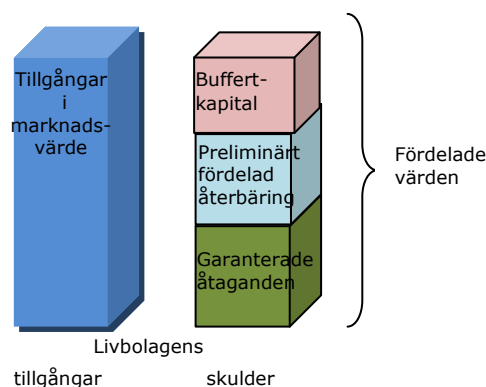 Tillgångar
i
marknads-
värde
Buffert-
kapital
Preliminärt
fördelad
återbäring
Garanterade
åtaganden
Fördelade
värden
Livbolagens
tillgångar
skulder